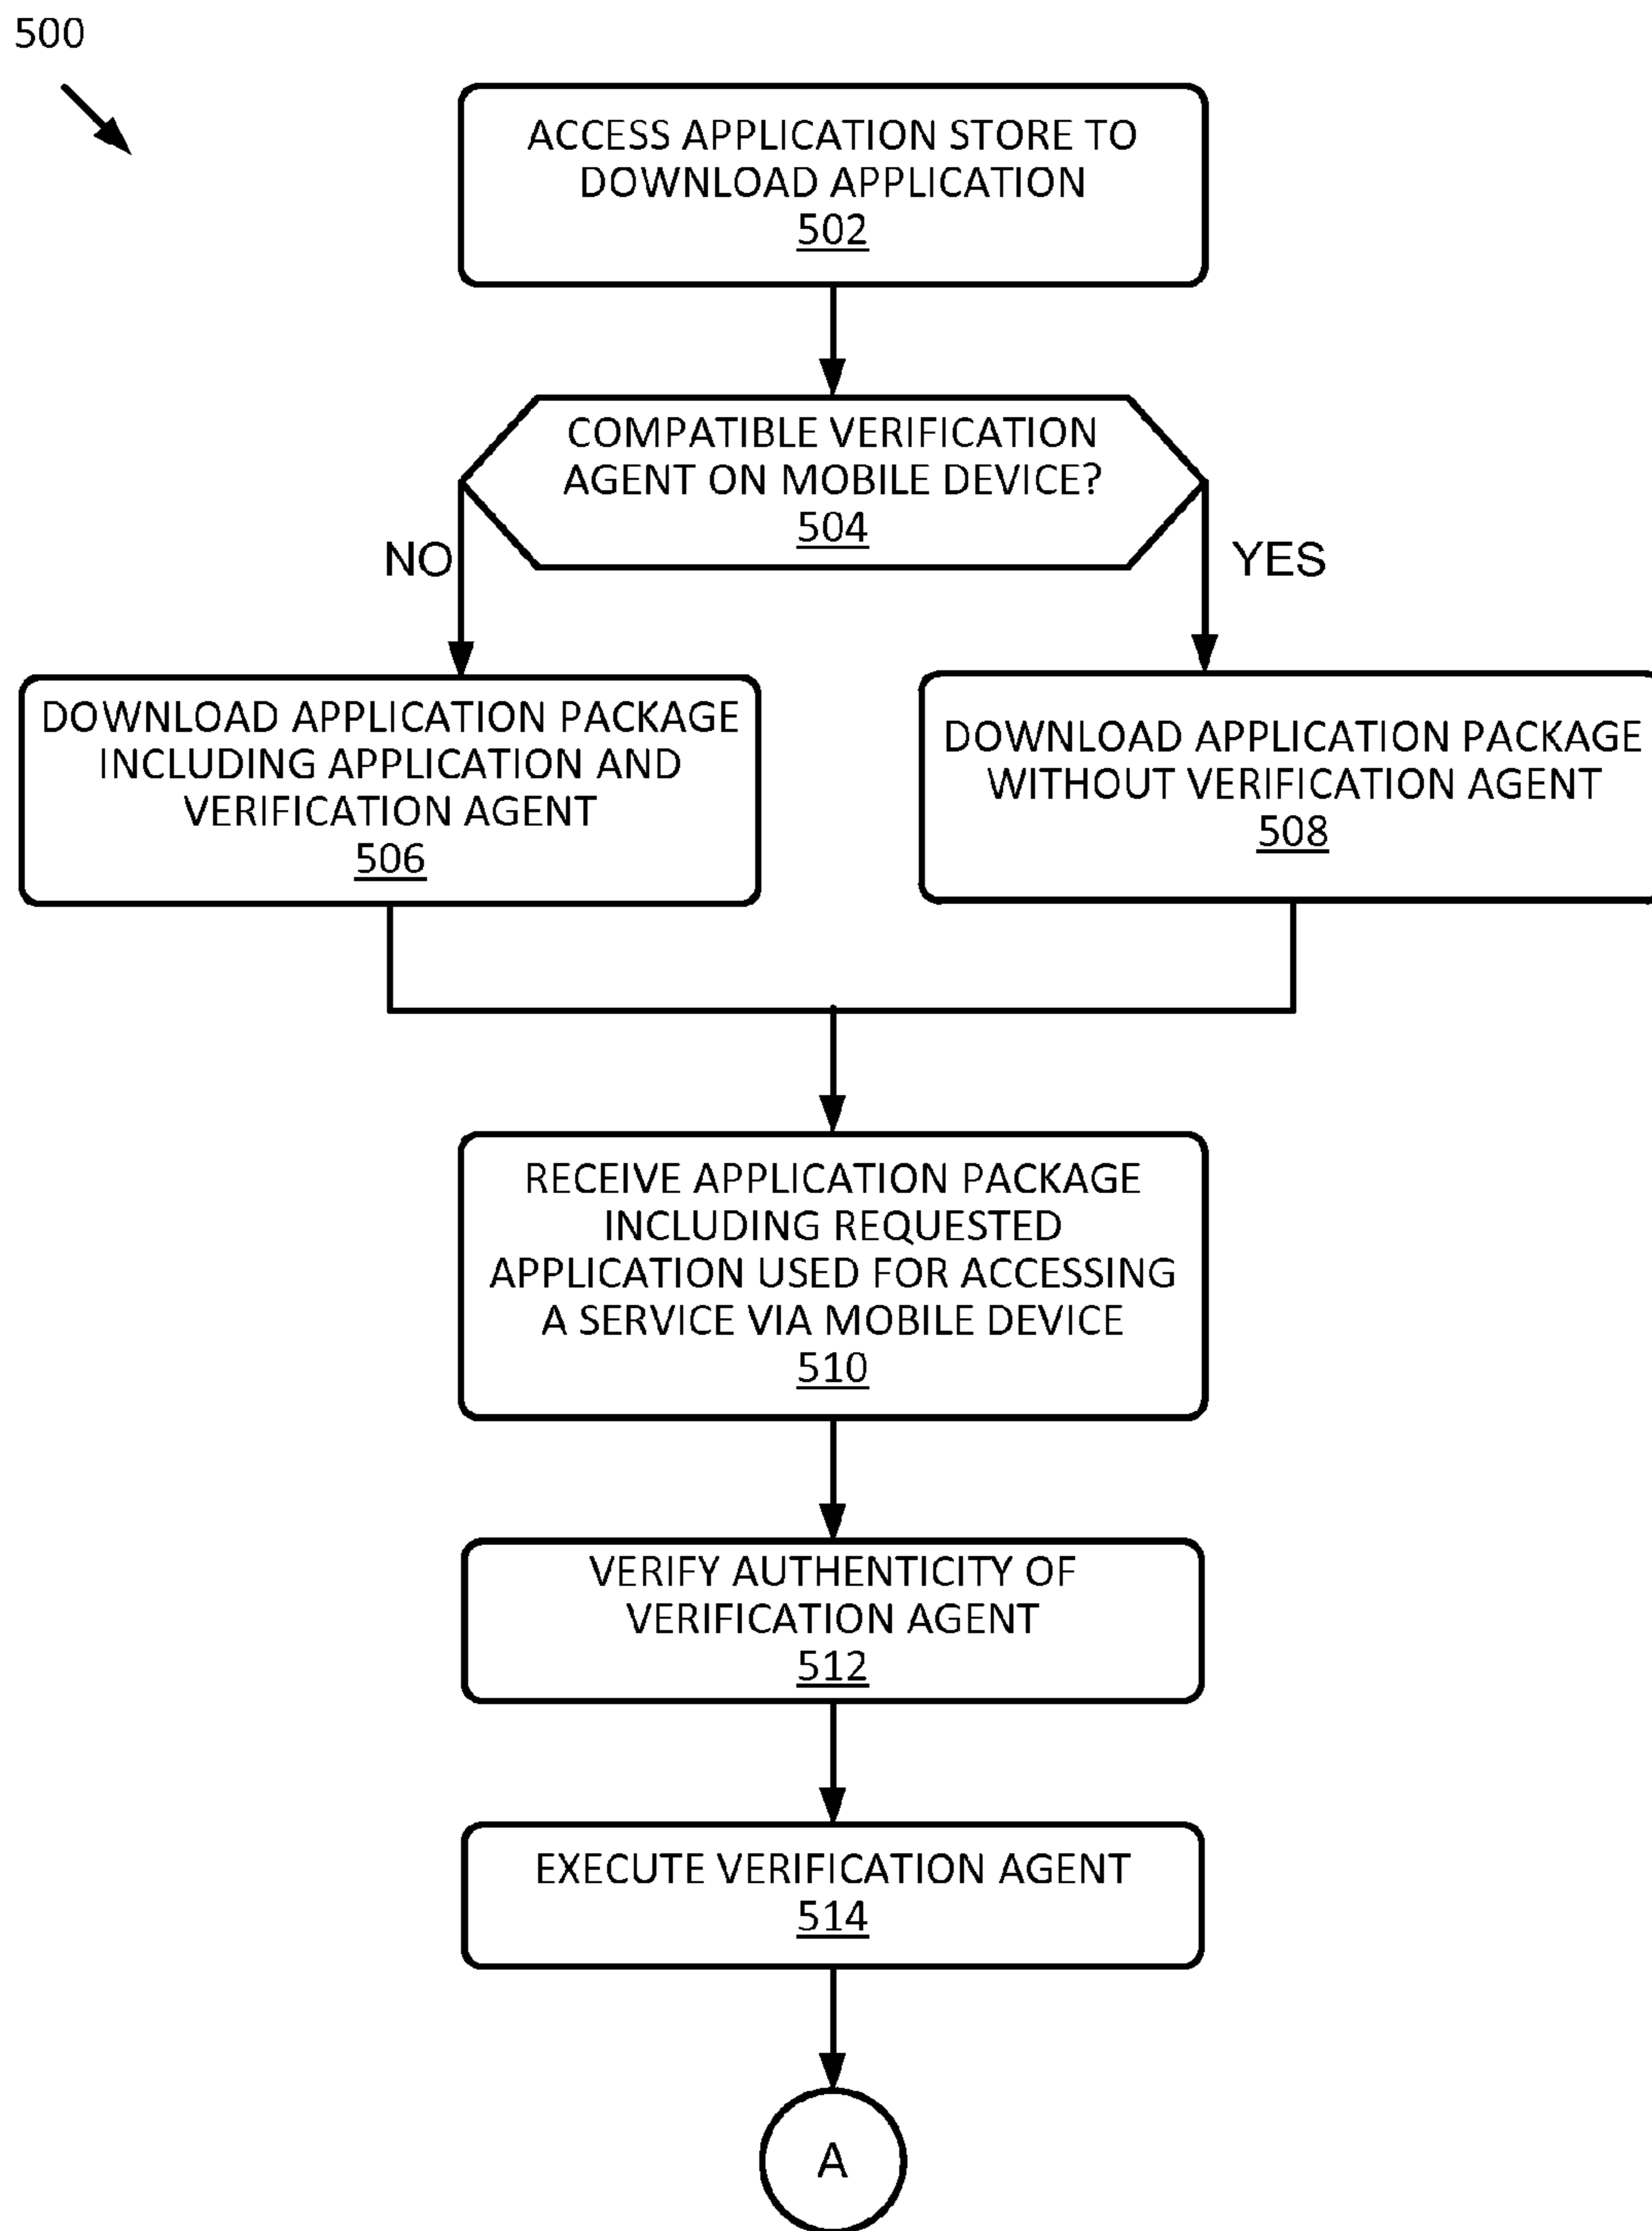 500
ACCESS APPLICATION STORE TO
DOWNLOAD APPLICATION
502
COMPATIBLE VERIFICATION
AGENT ON MOBILE DEVICE?
504
NO
YES
DOWNLOAD APPLICATION PACKAGE
INCLUDING APPLICATION AND
VERIFICATION AGENT
506
DOWNLOAD APPLICATION PACKAGE
WITHOUT VERIFICATION AGENT
508
RECEIVE APPLICATION PACKAGE
INCLUDING REQUESTED
APPLICATION USED FOR ACCESSING
A SERVICE VIA MOBILE DEVICE
510
VERIFY AUTHENTICITY OF
VERIFICATION AGENT
512
EXECUTE VERIFICATION AGENT
514
A